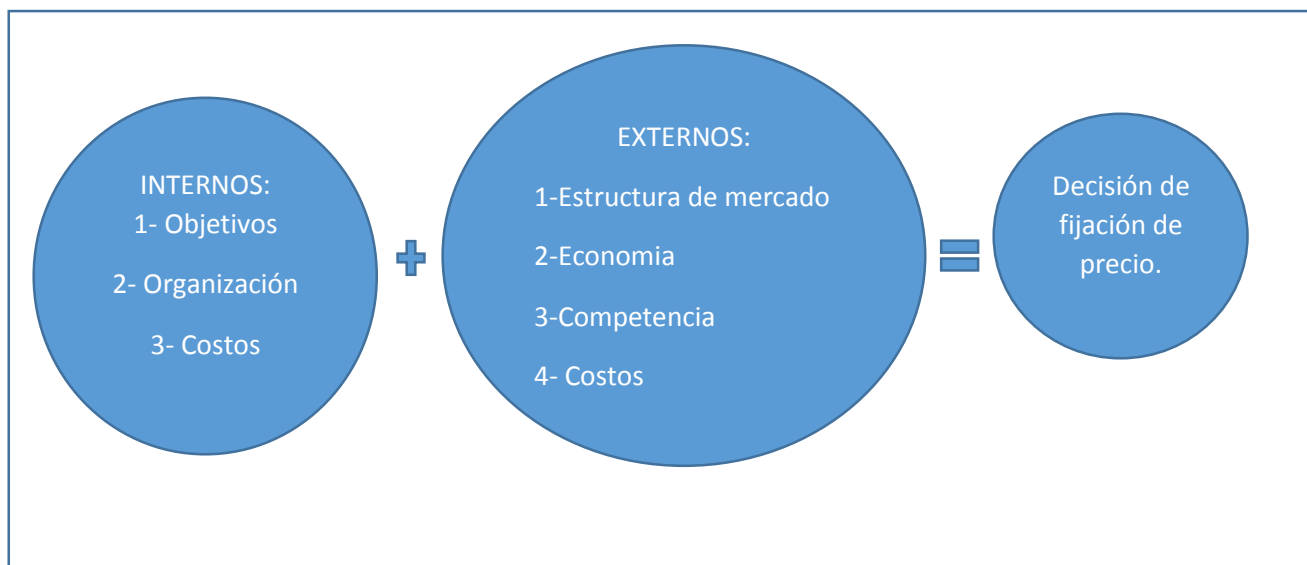 INTERNOS:
1- Objetivos
2- Organización
3- Costos
EXTERNOS:
1-Estructura de mercado
2-Economia
3-Competencia
4- Costos
Decisión de
fijación de
precio.